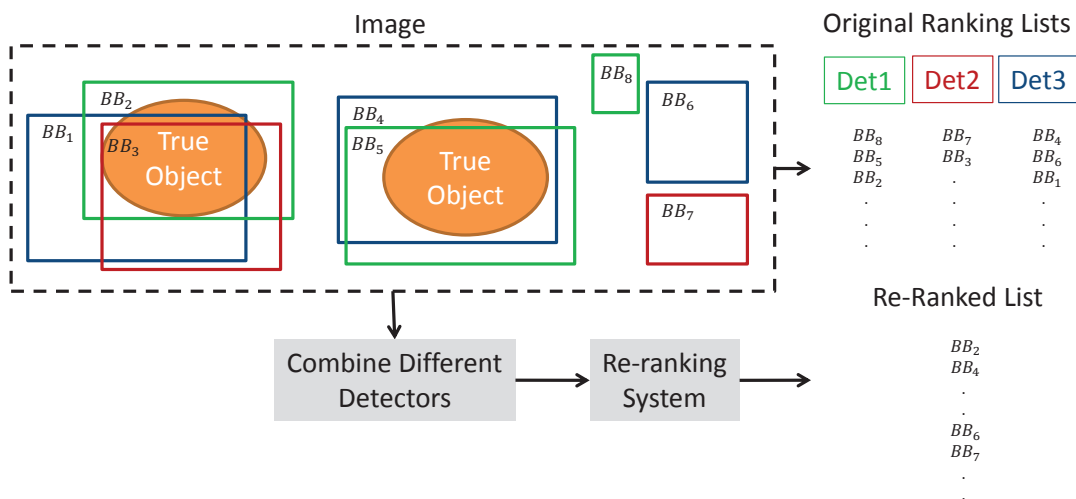 Image
BB₁
BB₂
BB₃
True
Object
BB₄
BB₅
True
Object
BB₈
BB₆
BB₇
Original Ranking Lists
Det1 Det2 Det3
BB₈ BB₇ BB₄
BB₅ BB₃ BB₆
BB₂ . BB₁
. . .
. . .
. . .
Combine Different
Detectors
Re-ranking
System
Re-Ranked List
BB₂
BB₄
.
.
BB₆
BB₇
.
.